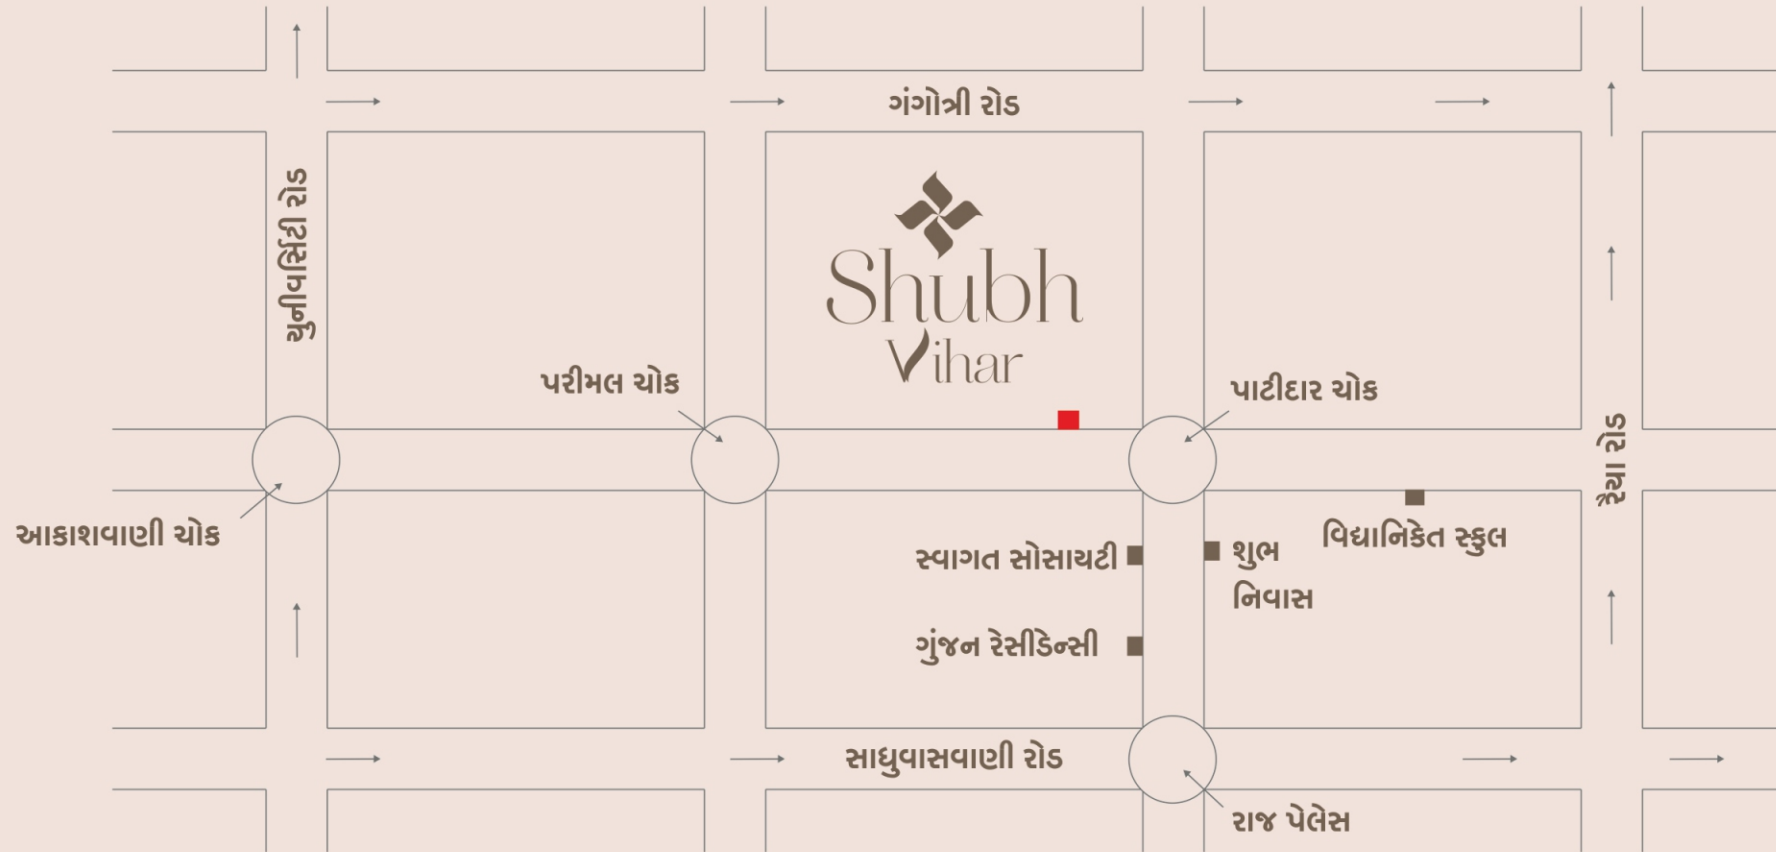 ગંગોત્રી રોડ
યુનીવર્સિટી રોડ
Shubh
Vihar
પરીમલ ચોક
પાટીદાર ચોક
રૈયા રોડ
આકાશવાણી ચોક
વિદ્યાનિકેત સ્કુલ
સ્વાગત સોસાયટી
શુભ
નિવાસ
ગુંજન રેસીડેન્સી
સાધુવાસવાણી રોડ
રાજ પેલેસ